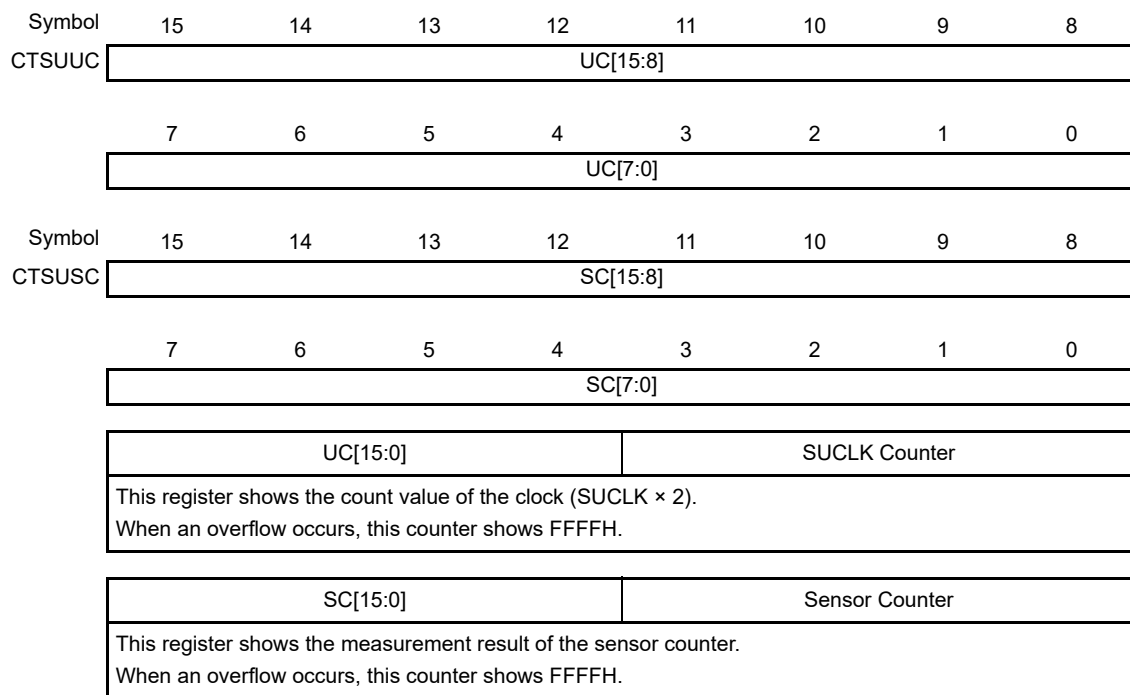 Symbol 15 14 13 12 11 10 9 8
CTSUUC UC[15:8]
7 6 5 4 3 2 1 0
UC[7:0]
Symbol 15 14 13 12 11 10 9 8
CTSUSC SC[15:8]
7 6 5 4 3 2 1 0
SC[7:0]
UC[15:0] SUCLK Counter
This register shows the count value of the clock (SUCLK × 2).
When an overflow occurs, this counter shows FFFFH.
SC[15:0] Sensor Counter
This register shows the measurement result of the sensor counter.
When an overflow occurs, this counter shows FFFFH.